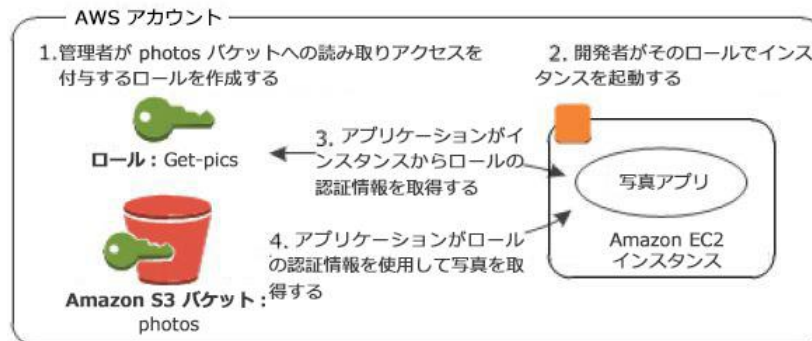 AWS アカウント
1.管理者が photos バケットへの読み取りアクセスを
付与するロールを作成する
2. 開発者がそのロールでインス
タンスを起動する
ロール : Get-pics
3. アプリケーションがイ
ンスタンスからロールの
認証情報を取得する
写真アプリ
4. アプリケーションがロール
の認証情報を使用して写真を取
得する
Amazon EC2
インスタンス
Amazon S3 バケット :
photos